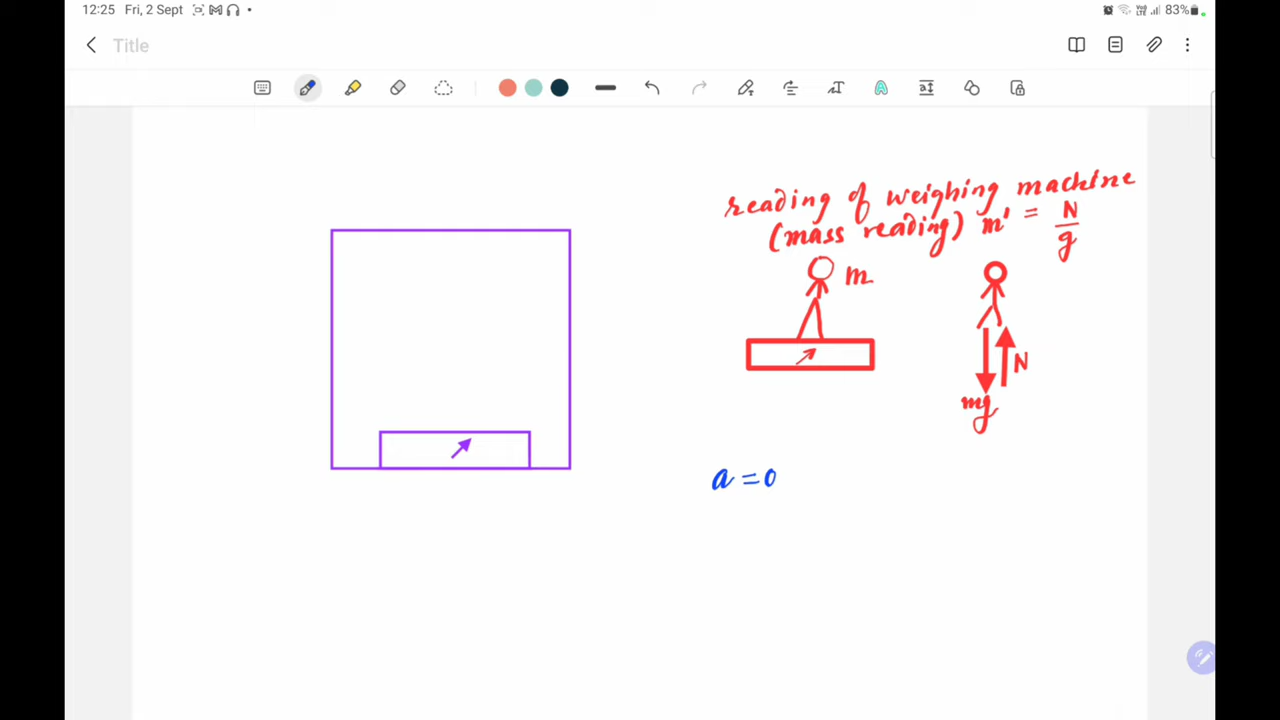 12:25 Fri, 2 Sept
83%
Title
reading of weighing machine
(mass reading) m' = N/g
m
N
mg
a = 0